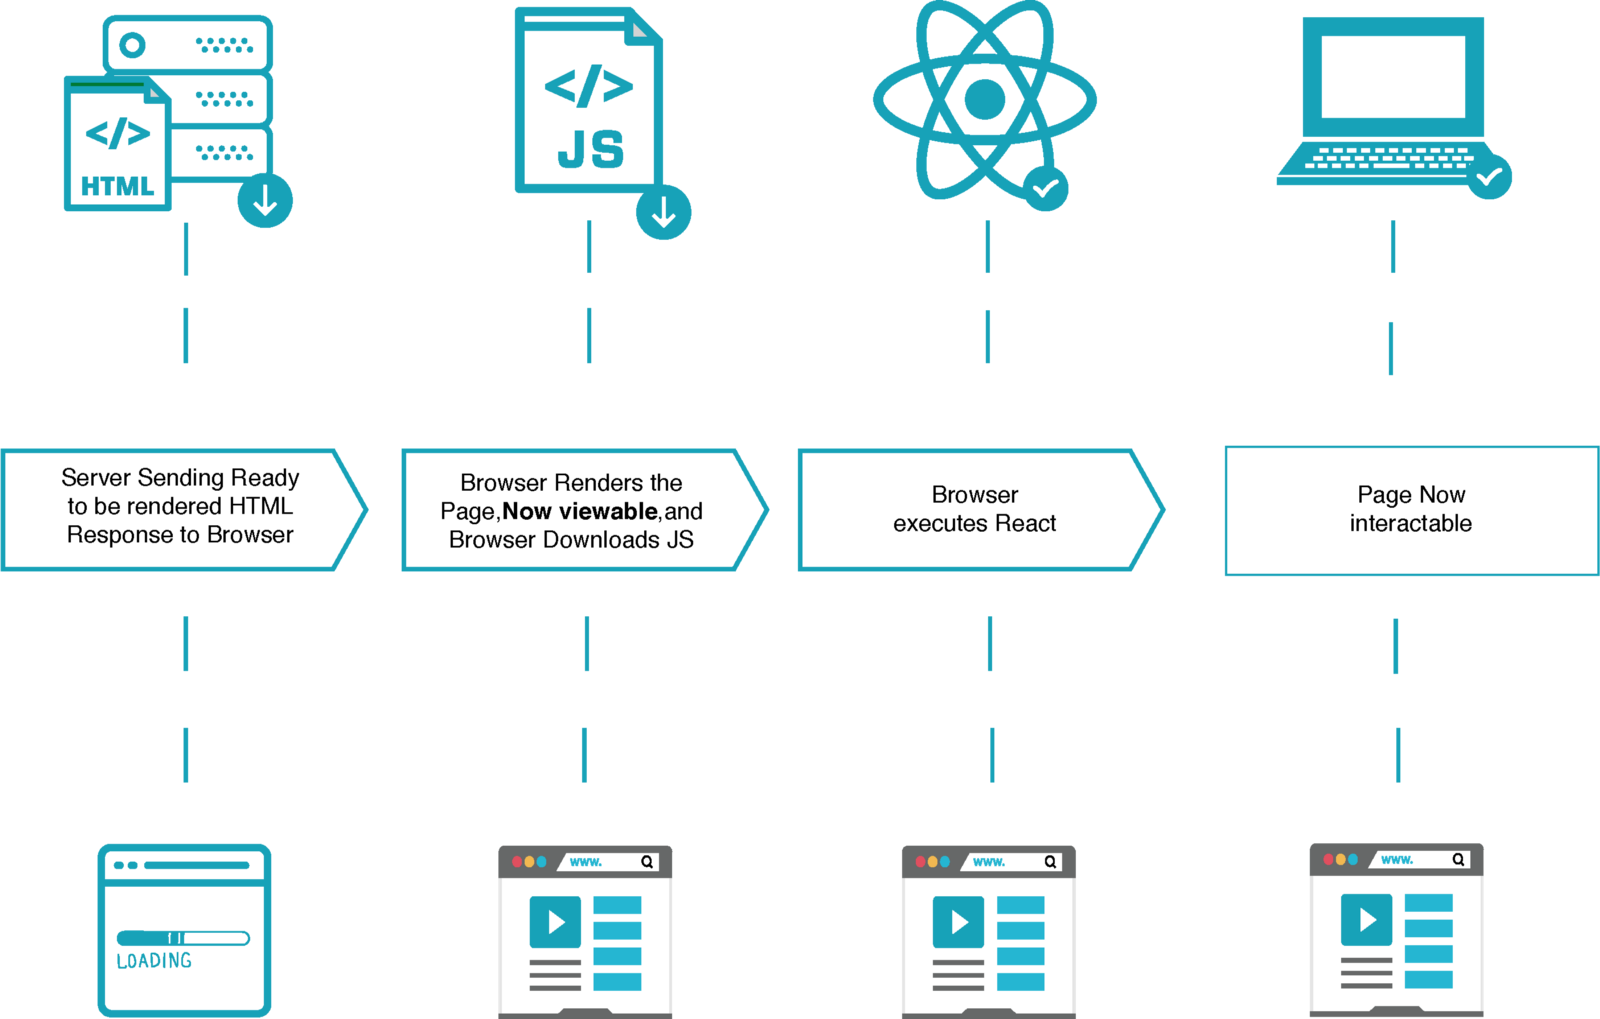 </>
HTML
</>
JS
Server Sending Ready
to be rendered HTML
Response to Browser
Browser Renders the
Page,Now viewable,and
Browser Downloads JS
Browser
executes React
Page Now
interactable
LOADING
www.
www.
www.